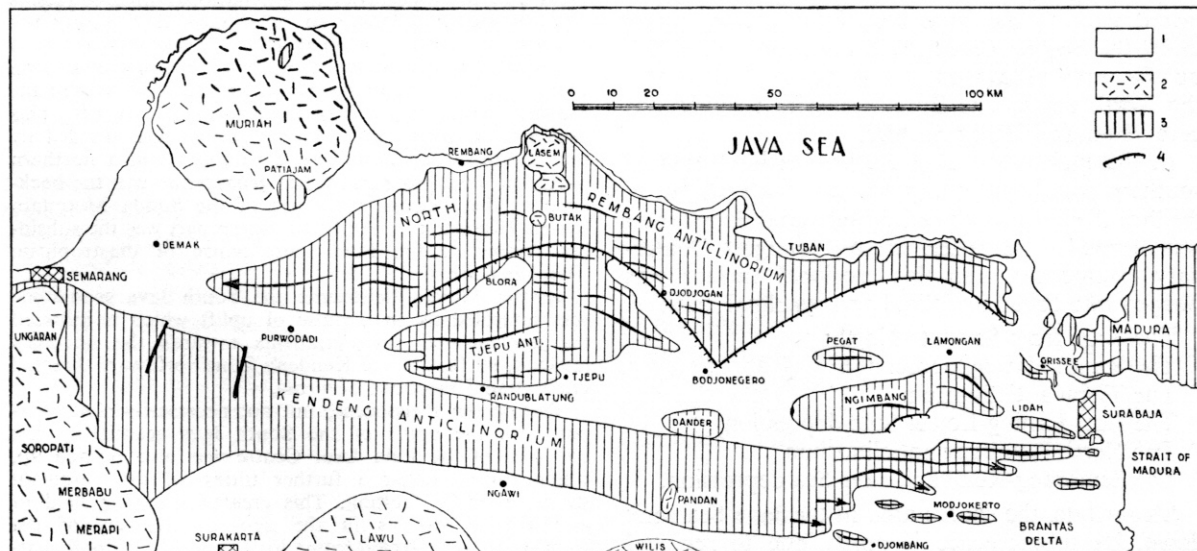 1
2
3
4
0 10 20 50 100 KM
JAVA SEA
MURIAH
PATIAJAM
REMBANG
LASEM
BUTAK
NORTH REMBANG ANTICLINORIUM
TUBAN
DEMAK
SEMARANG
BLORA
DJODJOGAN
UNGARAN
PURWODADI
TJEPU ANT.
TJEPU
BODJONEGERO
PEGAT
LAMONGAN
GRISSEE
MADURA
RANDUBLATUNG
KENDENG ANTICLINORIUM
DANDER
NGIMBANG
LIDAH
SURABAJA
SOROPATI
STRAIT OF
MADURA
MERBABU
NGAWI
PANDAN
MODJOKERTO
MERAPI
BRANTAS
DELTA
SURAKARTA
LAWU
WILIS
DJOMBANG